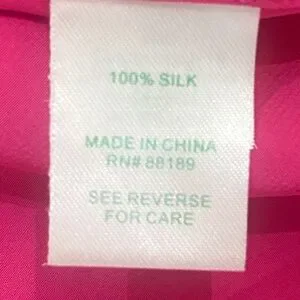 100% SILK
MADE IN CHINA
RN# 88189
SEE REVERSE
FOR CARE